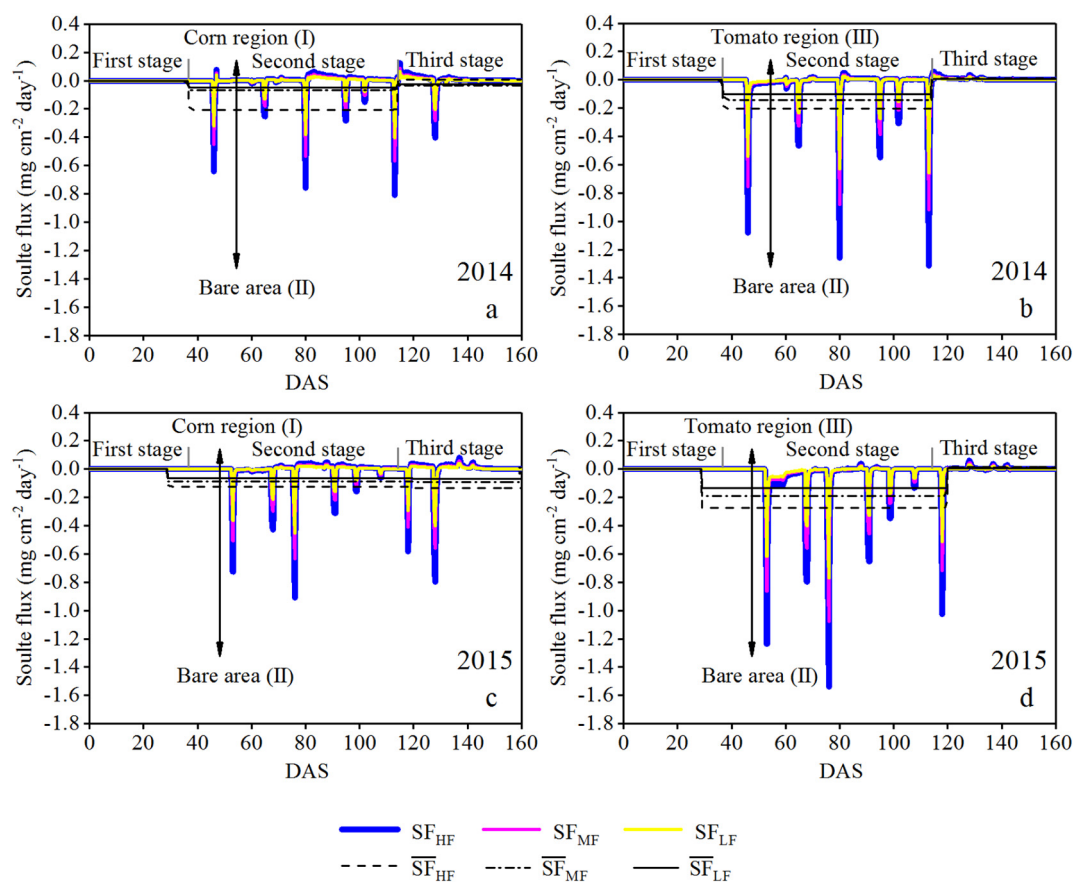 Corn region (I)
First stage Second stage Third stage
0.4
0.2
0.0
-0.2
-0.4
-0.6
-0.8
-1.0
-1.2
-1.4
-1.6
-1.8
Soulte flux (mg cm⁻² day⁻¹)
Bare area (II)
2014
a
0 20 40 60 80 100 120 140 160
DAS
Tomato region (III)
First stage Second stage Third stage
0.4
0.2
0.0
-0.2
-0.4
-0.6
-0.8
-1.0
-1.2
-1.4
-1.6
-1.8
Soulte flux (mg cm⁻² day⁻¹)
Bare area (II)
2014
b
0 20 40 60 80 100 120 140 160
DAS
Corn region (I)
First stage Second stage Third stage
0.4
0.2
0.0
-0.2
-0.4
-0.6
-0.8
-1.0
-1.2
-1.4
-1.6
-1.8
Soulte flux (mg cm⁻² day⁻¹)
Bare area (II)
2015
c
0 20 40 60 80 100 120 140 160
DAS
Tomato region (III)
First stage Second stage Third stage
0.4
0.2
0.0
-0.2
-0.4
-0.6
-0.8
-1.0
-1.2
-1.4
-1.6
-1.8
Soulte flux (mg cm⁻² day⁻¹)
Bare area (II)
2015
d
0 20 40 60 80 100 120 140 160
DAS
SF_HF SF_MF SF_LF
S̅F̅_HF S̅F̅_MF S̅F̅_LF